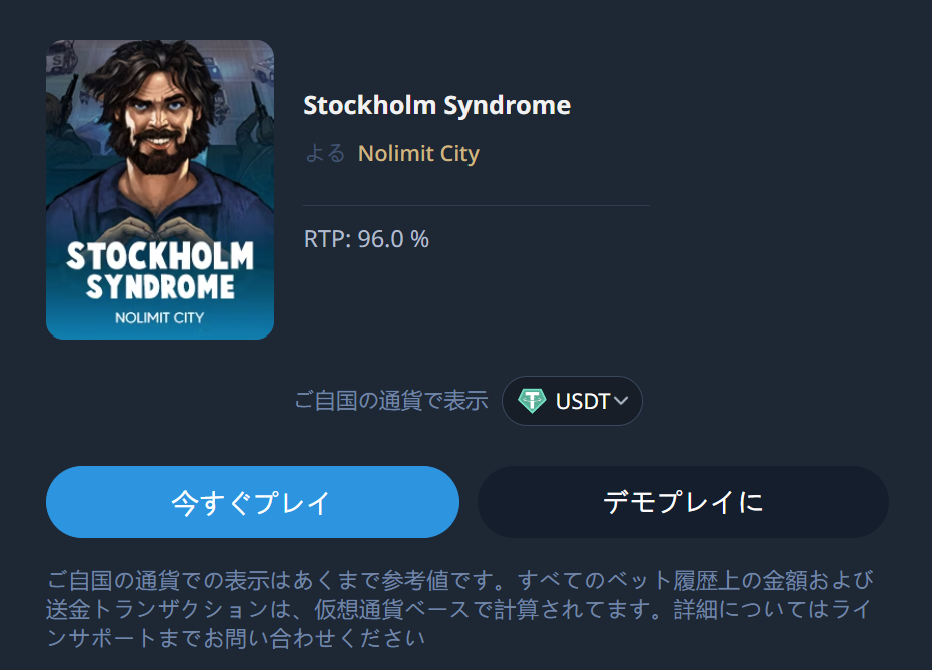 Stockholm Syndrome
よる Nolimit City
RTP: 96.0 %
STOCKHOLM
SYNDROME
NOLIMIT CITY
ご自国の通貨で表示 USDT
今すぐプレイ
デモプレイに
ご自国の通貨での表示はあくまで参考値です。すべてのベット履歴上の金額および
送金トランザクションは、仮想通貨ベースで計算されてます。詳細についてはライ
ンサポートまでお問い合わせください